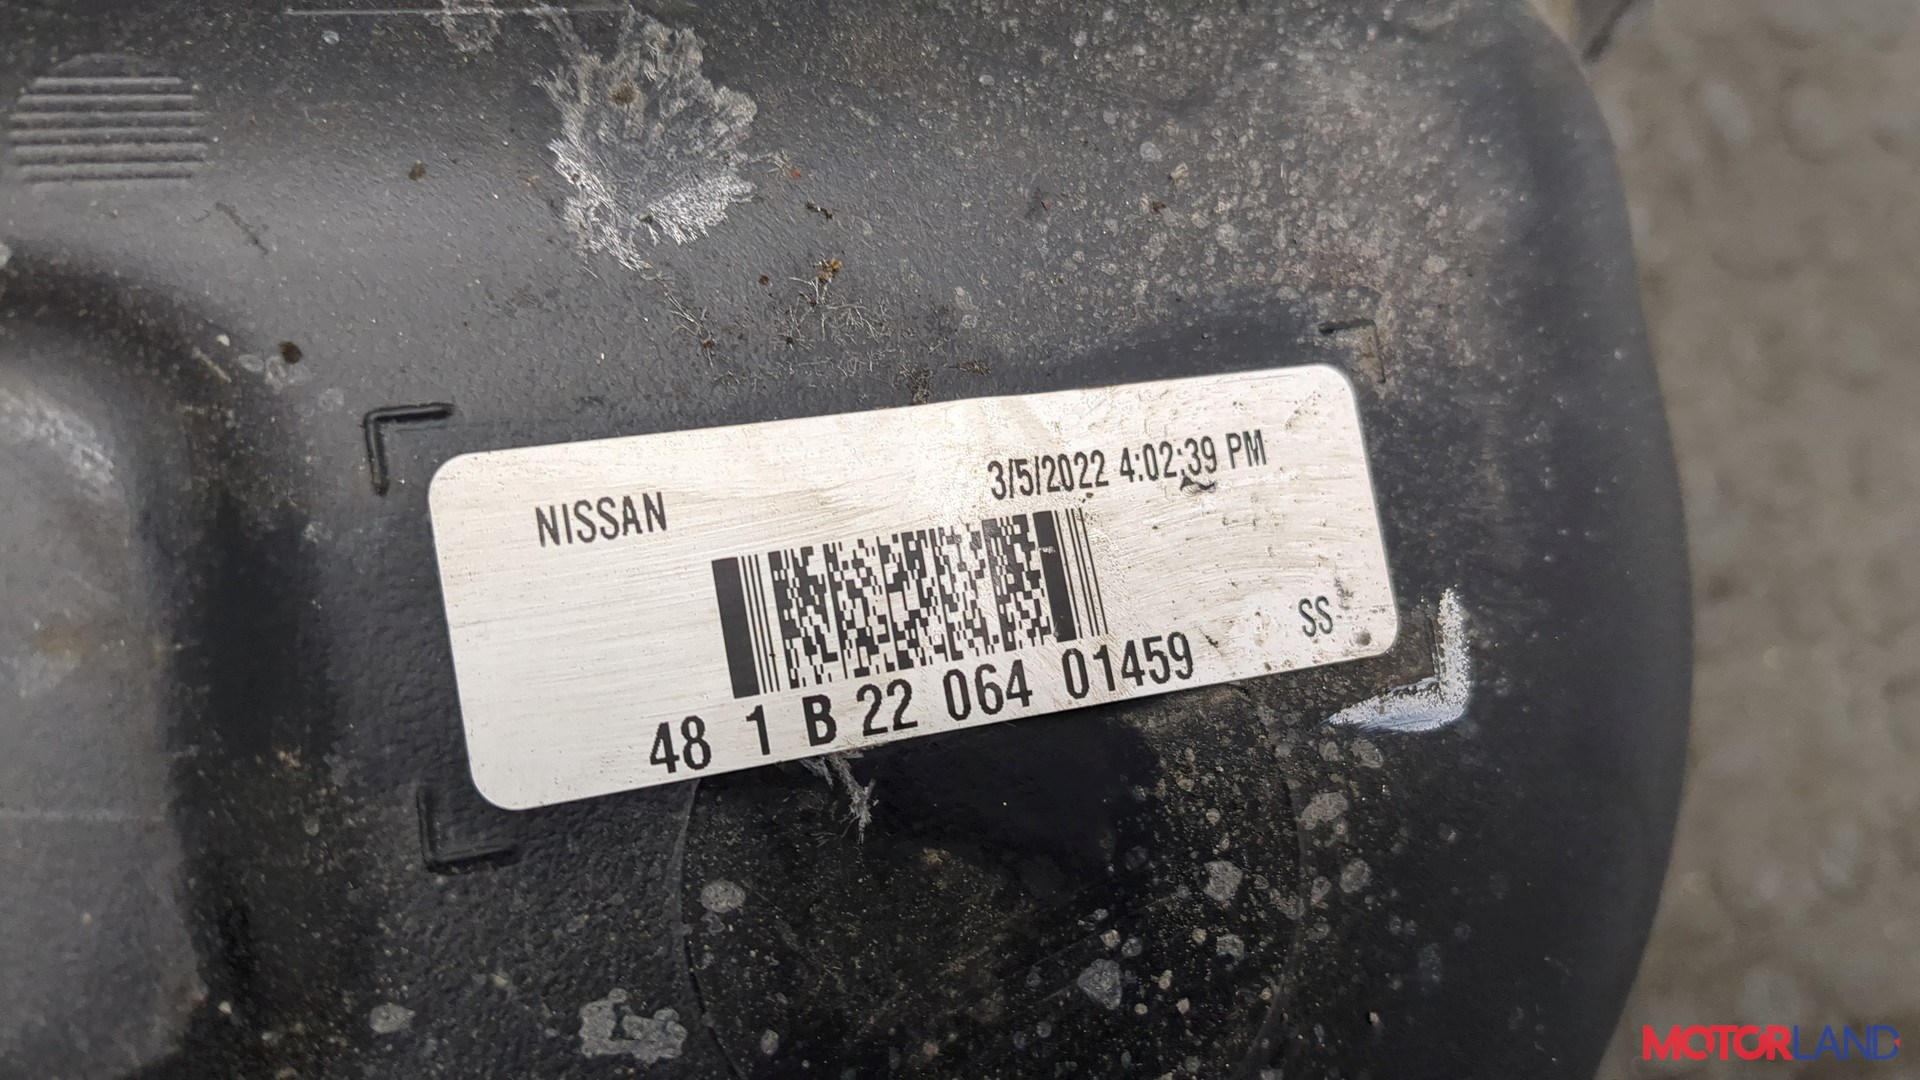 3/5/2022 4:02:39 PM
NISSAN
SS
48 1 B 22 064 01459
MOTORLAND